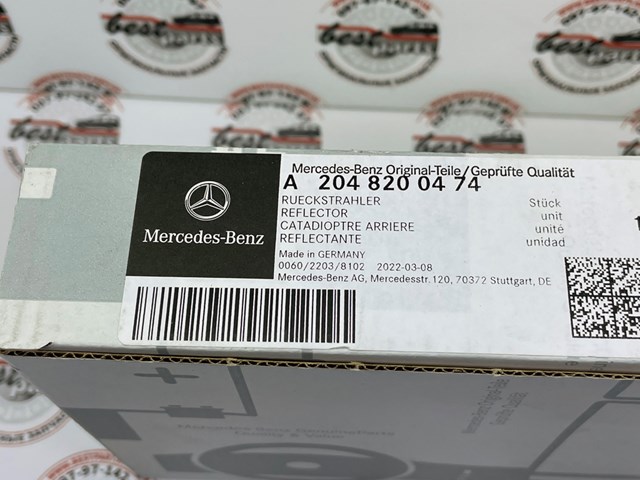 Mercedes-Benz Original-Teile/Geprüfte Qualität
A 204 820 04 74
RUECKSTRAHLER
REFLECTOR
CATADIOPTRE ARRIERE
REFLECTANTE
Stück
unit
unité
unidad
Made in GERMANY
0060/2203/8102 2022-03-08
Mercedes-Benz AG, Mercedesstr. 120, 70372 Stuttgart, DE
Mercedes-Benz
best